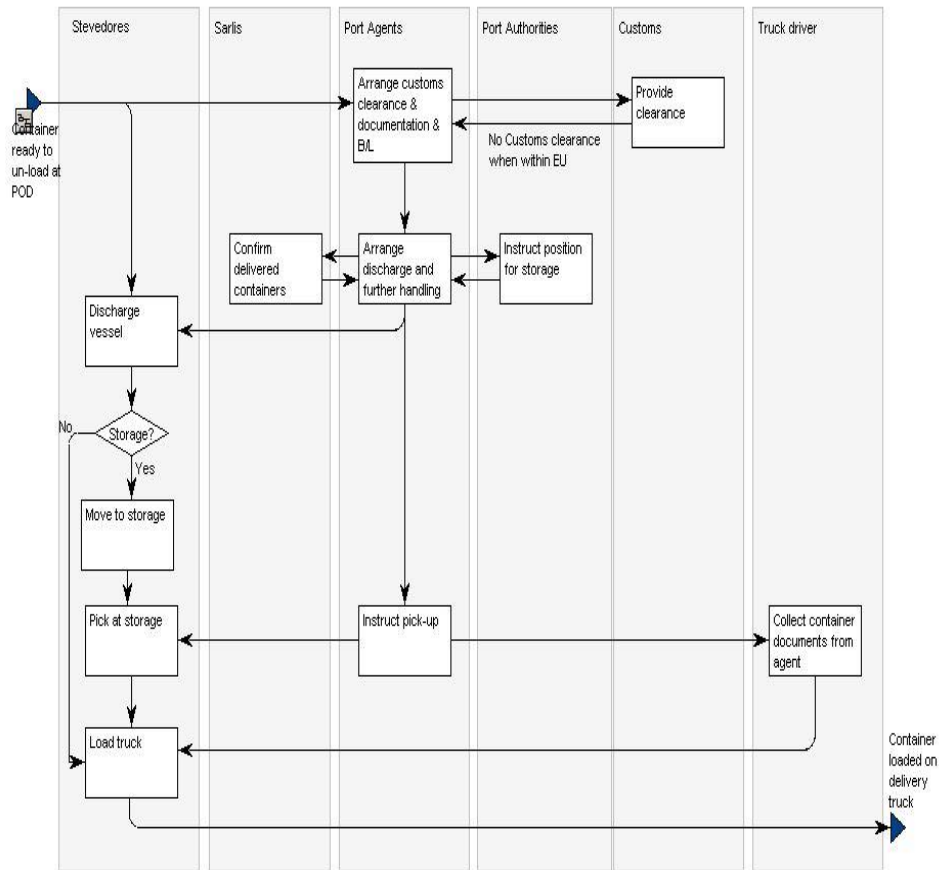 Stevedores
Sarlis
Port Agents
Port Authorities
Customs
Truck driver
Container
ready to
un-load at
POD
Arrange customs
clearance &
documentation &
B/L
Provide
clearance
No Customs clearance
when within EU
Confirm
delivered
containers
Arrange
discharge and
further handling
Instruct position
for storage
Discharge
vessel
Storage?
No
Yes
Move to storage
Pick at storage
Instruct pick-up
Collect container
documents from
agent
Load truck
Container
loaded on
delivery
truck